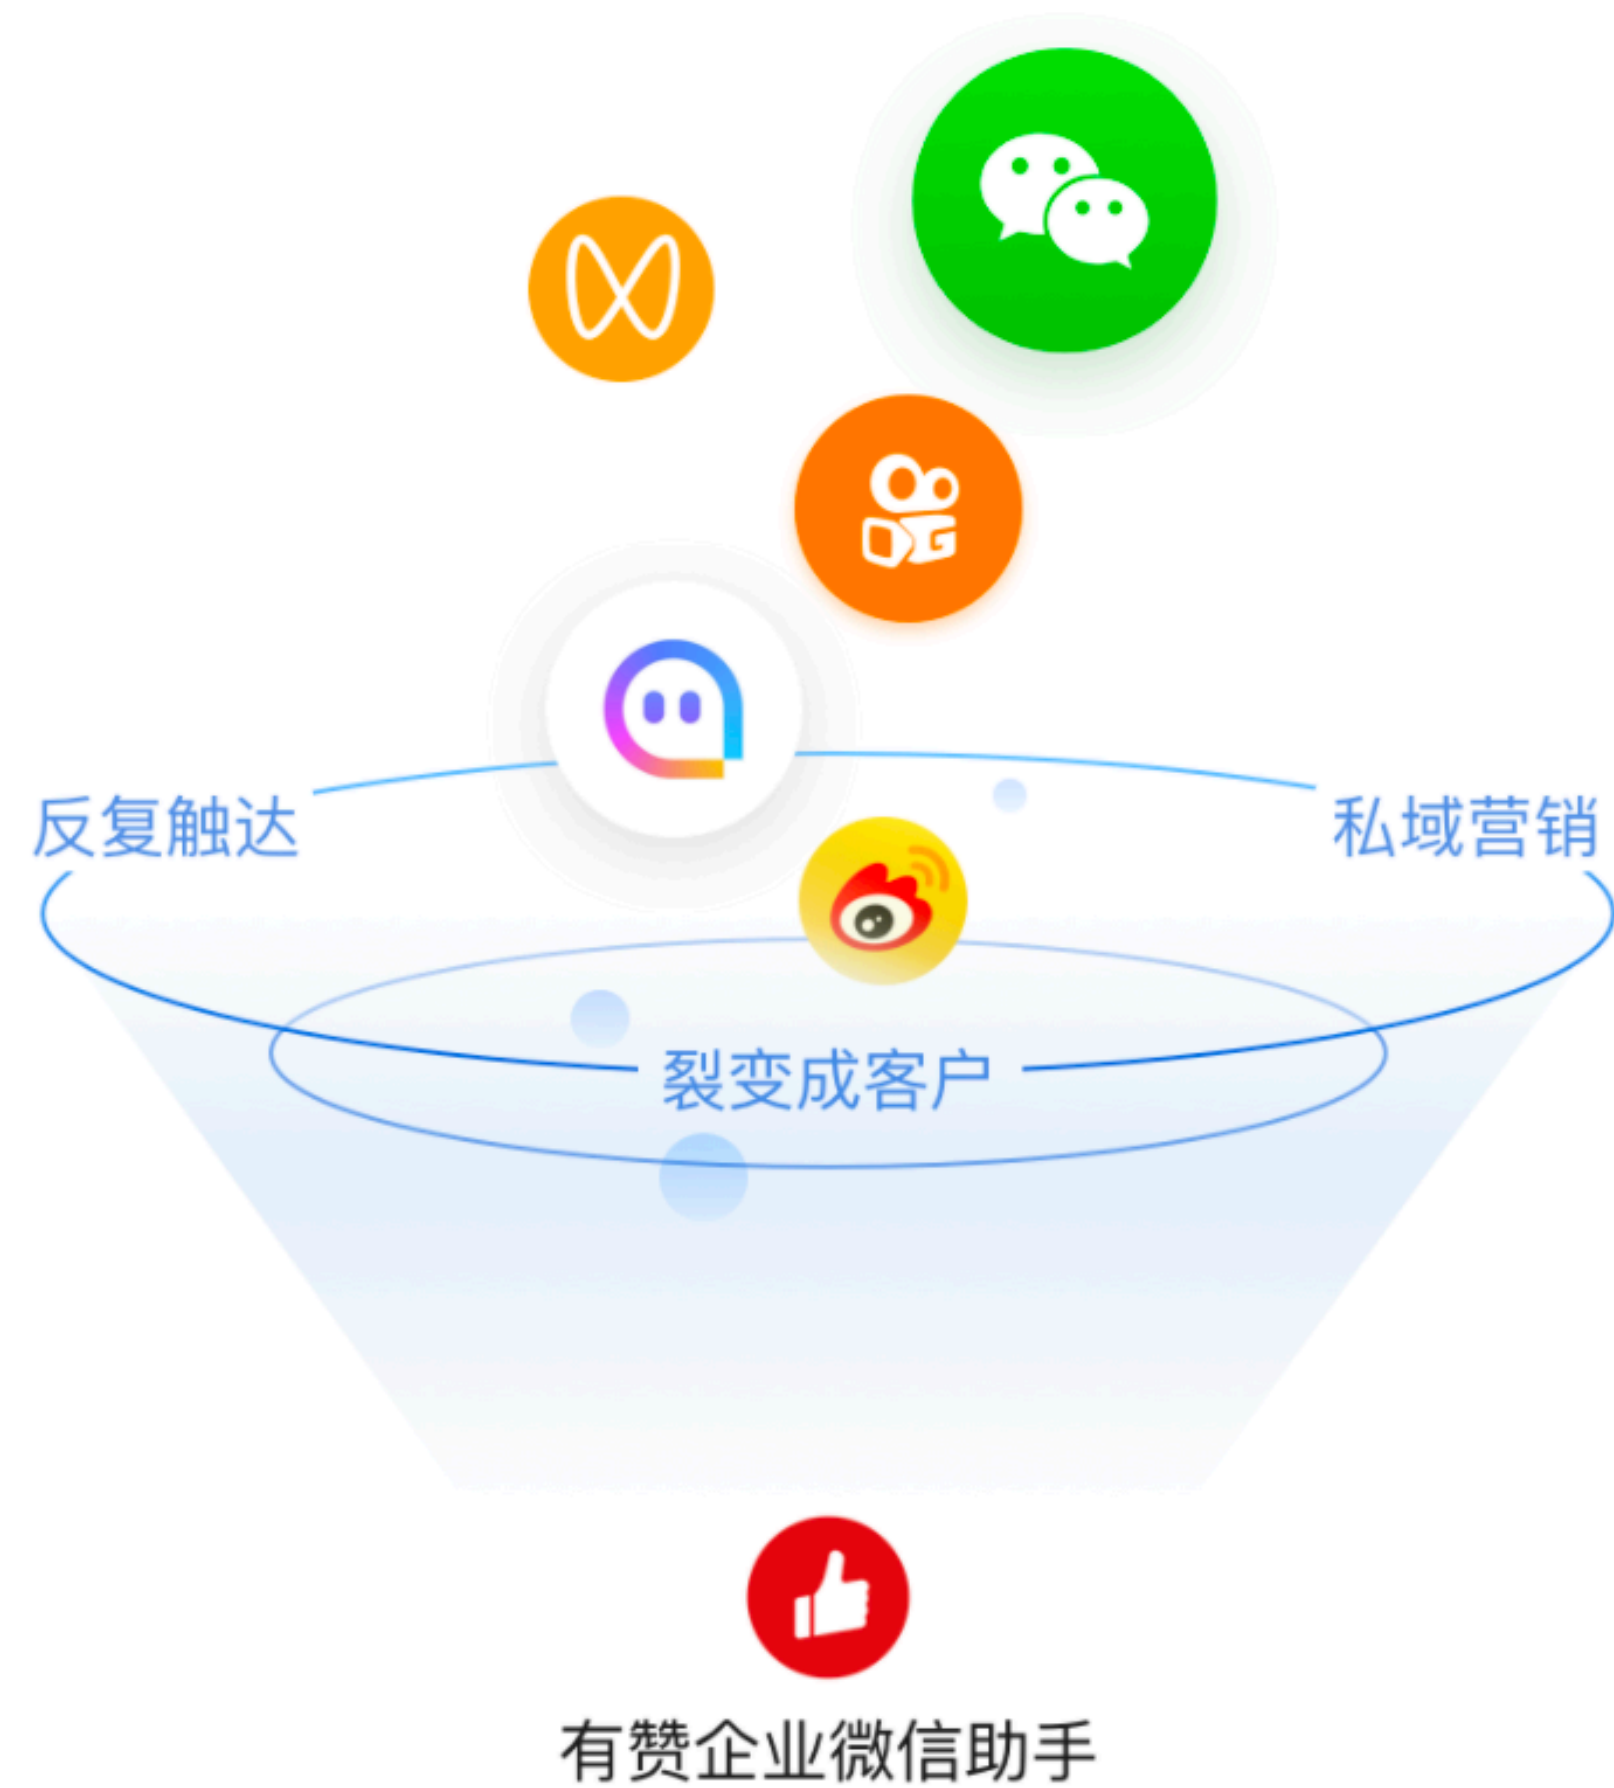 反复触达
私域营销
裂变成客户
有赞企业微信助手